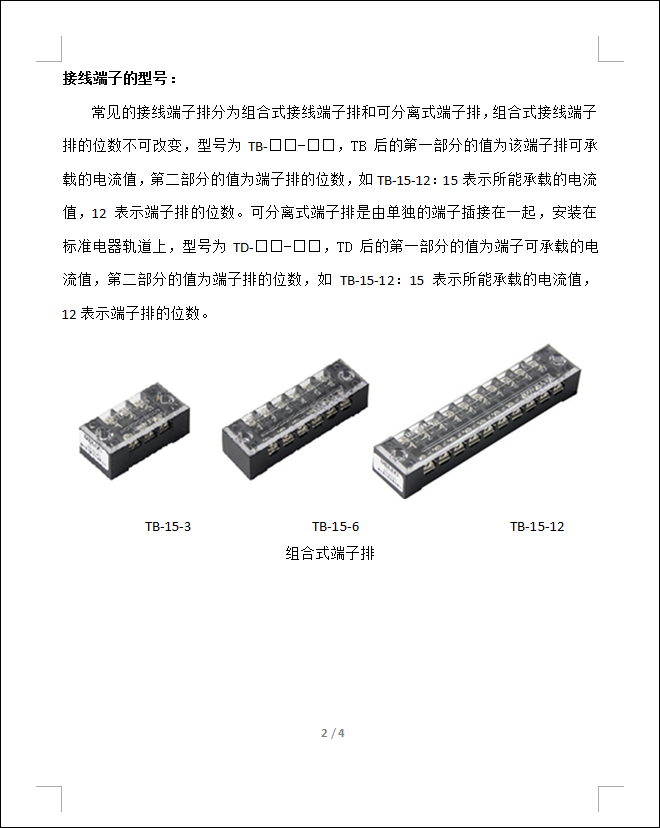 接线端子的型号：
常见的接线端子排分为组合式接线端子排和可分离式端子排，组合式接线端子
排的位数不可改变，型号为 TB-□□-□□，TB 后的第一部分的值为该端子排可承
载的电流值，第二部分的值为端子排的位数，如 TB-15-12：15 表示所能承载的电流
值，12 表示端子排的位数。可分离式端子排是由单独的端子插接在一起，安装在
标准电器轨道上，型号为 TD-□□-□□，TD 后的第一部分的值为端子可承载的电
流值，第二部分的值为端子排的位数，如 TB-15-12：15 表示所能承载的电流值，
12 表示端子排的位数。
TB-15-3 TB-15-6 TB-15-12
组合式端子排
2 / 4